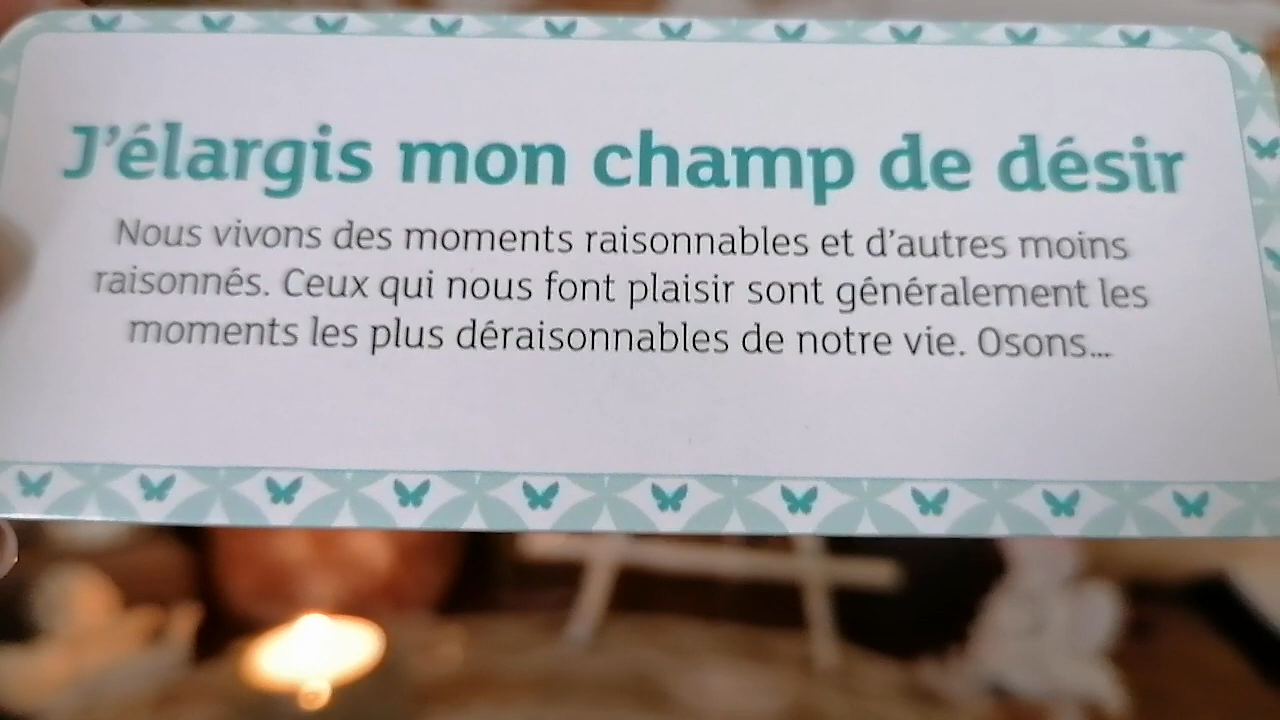 J'élargis mon champ de désir
Nous vivons des moments raisonnables et d'autres moins
raisonnés. Ceux qui nous font plaisir sont généralement les
moments les plus déraisonnables de notre vie. Osons...